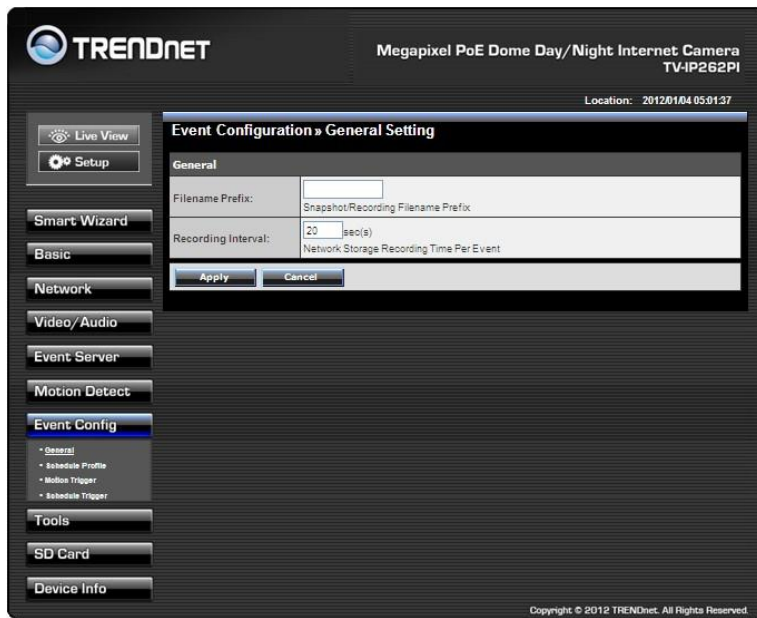 TRENDNET
Megapixel PoE Dome Day/Night Internet Camera
TV-IP262PI
Location: 2012/01/04 05:01:37
Live View
Setup
Smart Wizard
Basic
Network
Video/Audio
Event Server
Motion Detect
Event Config
• General
• Schedule Profile
• Motion Trigger
• Schedule Trigger
Tools
SD Card
Device Info
Event Configuration » General Setting
General
Filename Prefix:
Snapshot/Recording Filename Prefix
Recording Interval:
20 sec(s)
Network Storage Recording Time Per Event
Apply Cancel
Copyright © 2012 TRENDnet. All Rights Reserved.